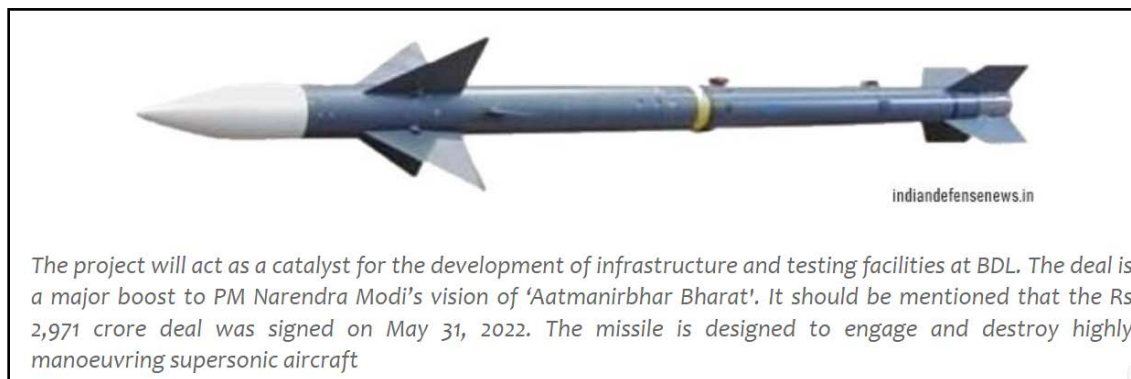 indiandefensenews.in
The project will act as a catalyst for the development of infrastructure and testing facilities at BDL. The deal is
a major boost to PM Narendra Modi’s vision of ‘Aatmanirbhar Bharat'. It should be mentioned that the Rs
2,971 crore deal was signed on May 31, 2022. The missile is designed to engage and destroy highly
manoeuvring supersonic aircraft